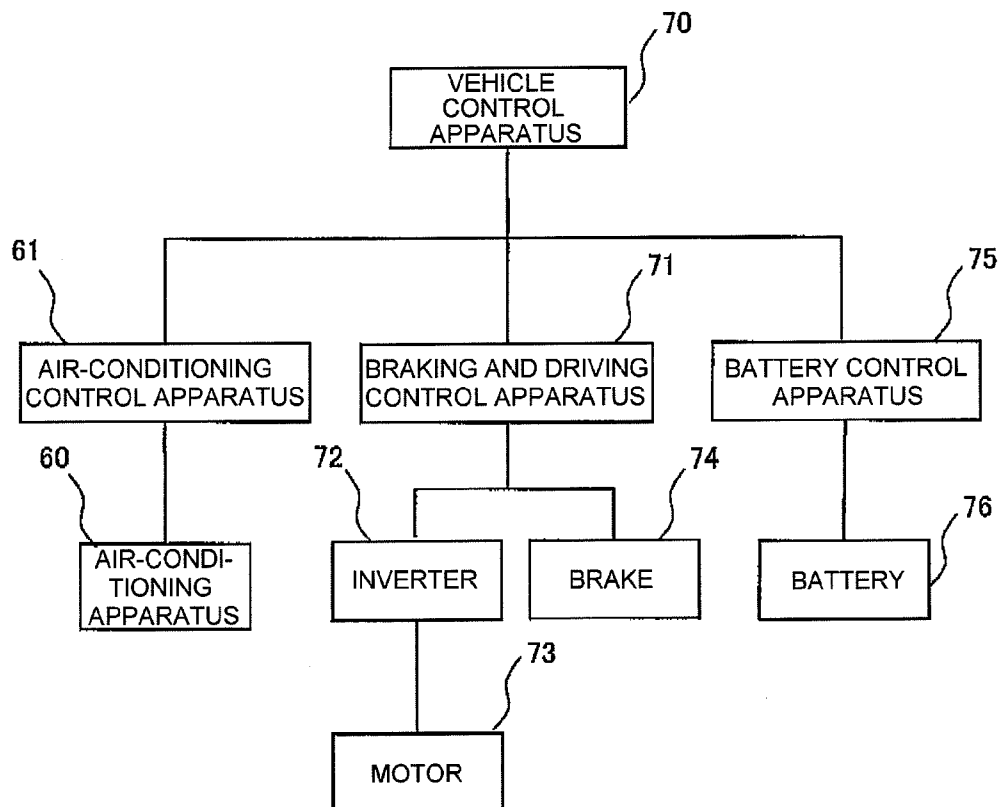 70
VEHICLE
CONTROL
APPARATUS
61
71
75
AIR-CONDITIONING
CONTROL APPARATUS
BRAKING AND DRIVING
CONTROL APPARATUS
BATTERY CONTROL
APPARATUS
60
72
74
76
AIR-CONDI-
TIONING
APPARATUS
INVERTER
BRAKE
BATTERY
73
MOTOR